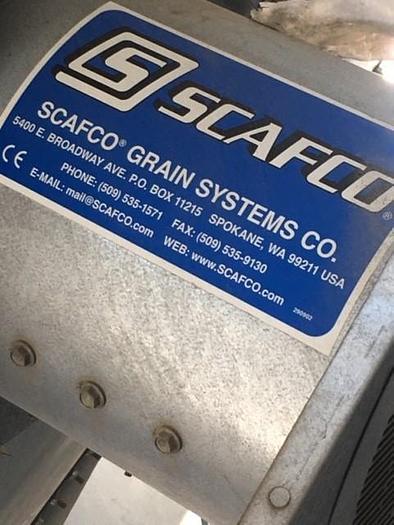 S SCAFCO®
SCAFCO® GRAIN SYSTEMS CO.
5400 E. BROADWAY AVE. P.O. BOX 11215 SPOKANE, WA 99211 USA
PHONE: (509) 535-1571 FAX: (509) 535-9130
CE E-MAIL: mail@SCAFCO.com WEB: www.SCAFCO.com
290902